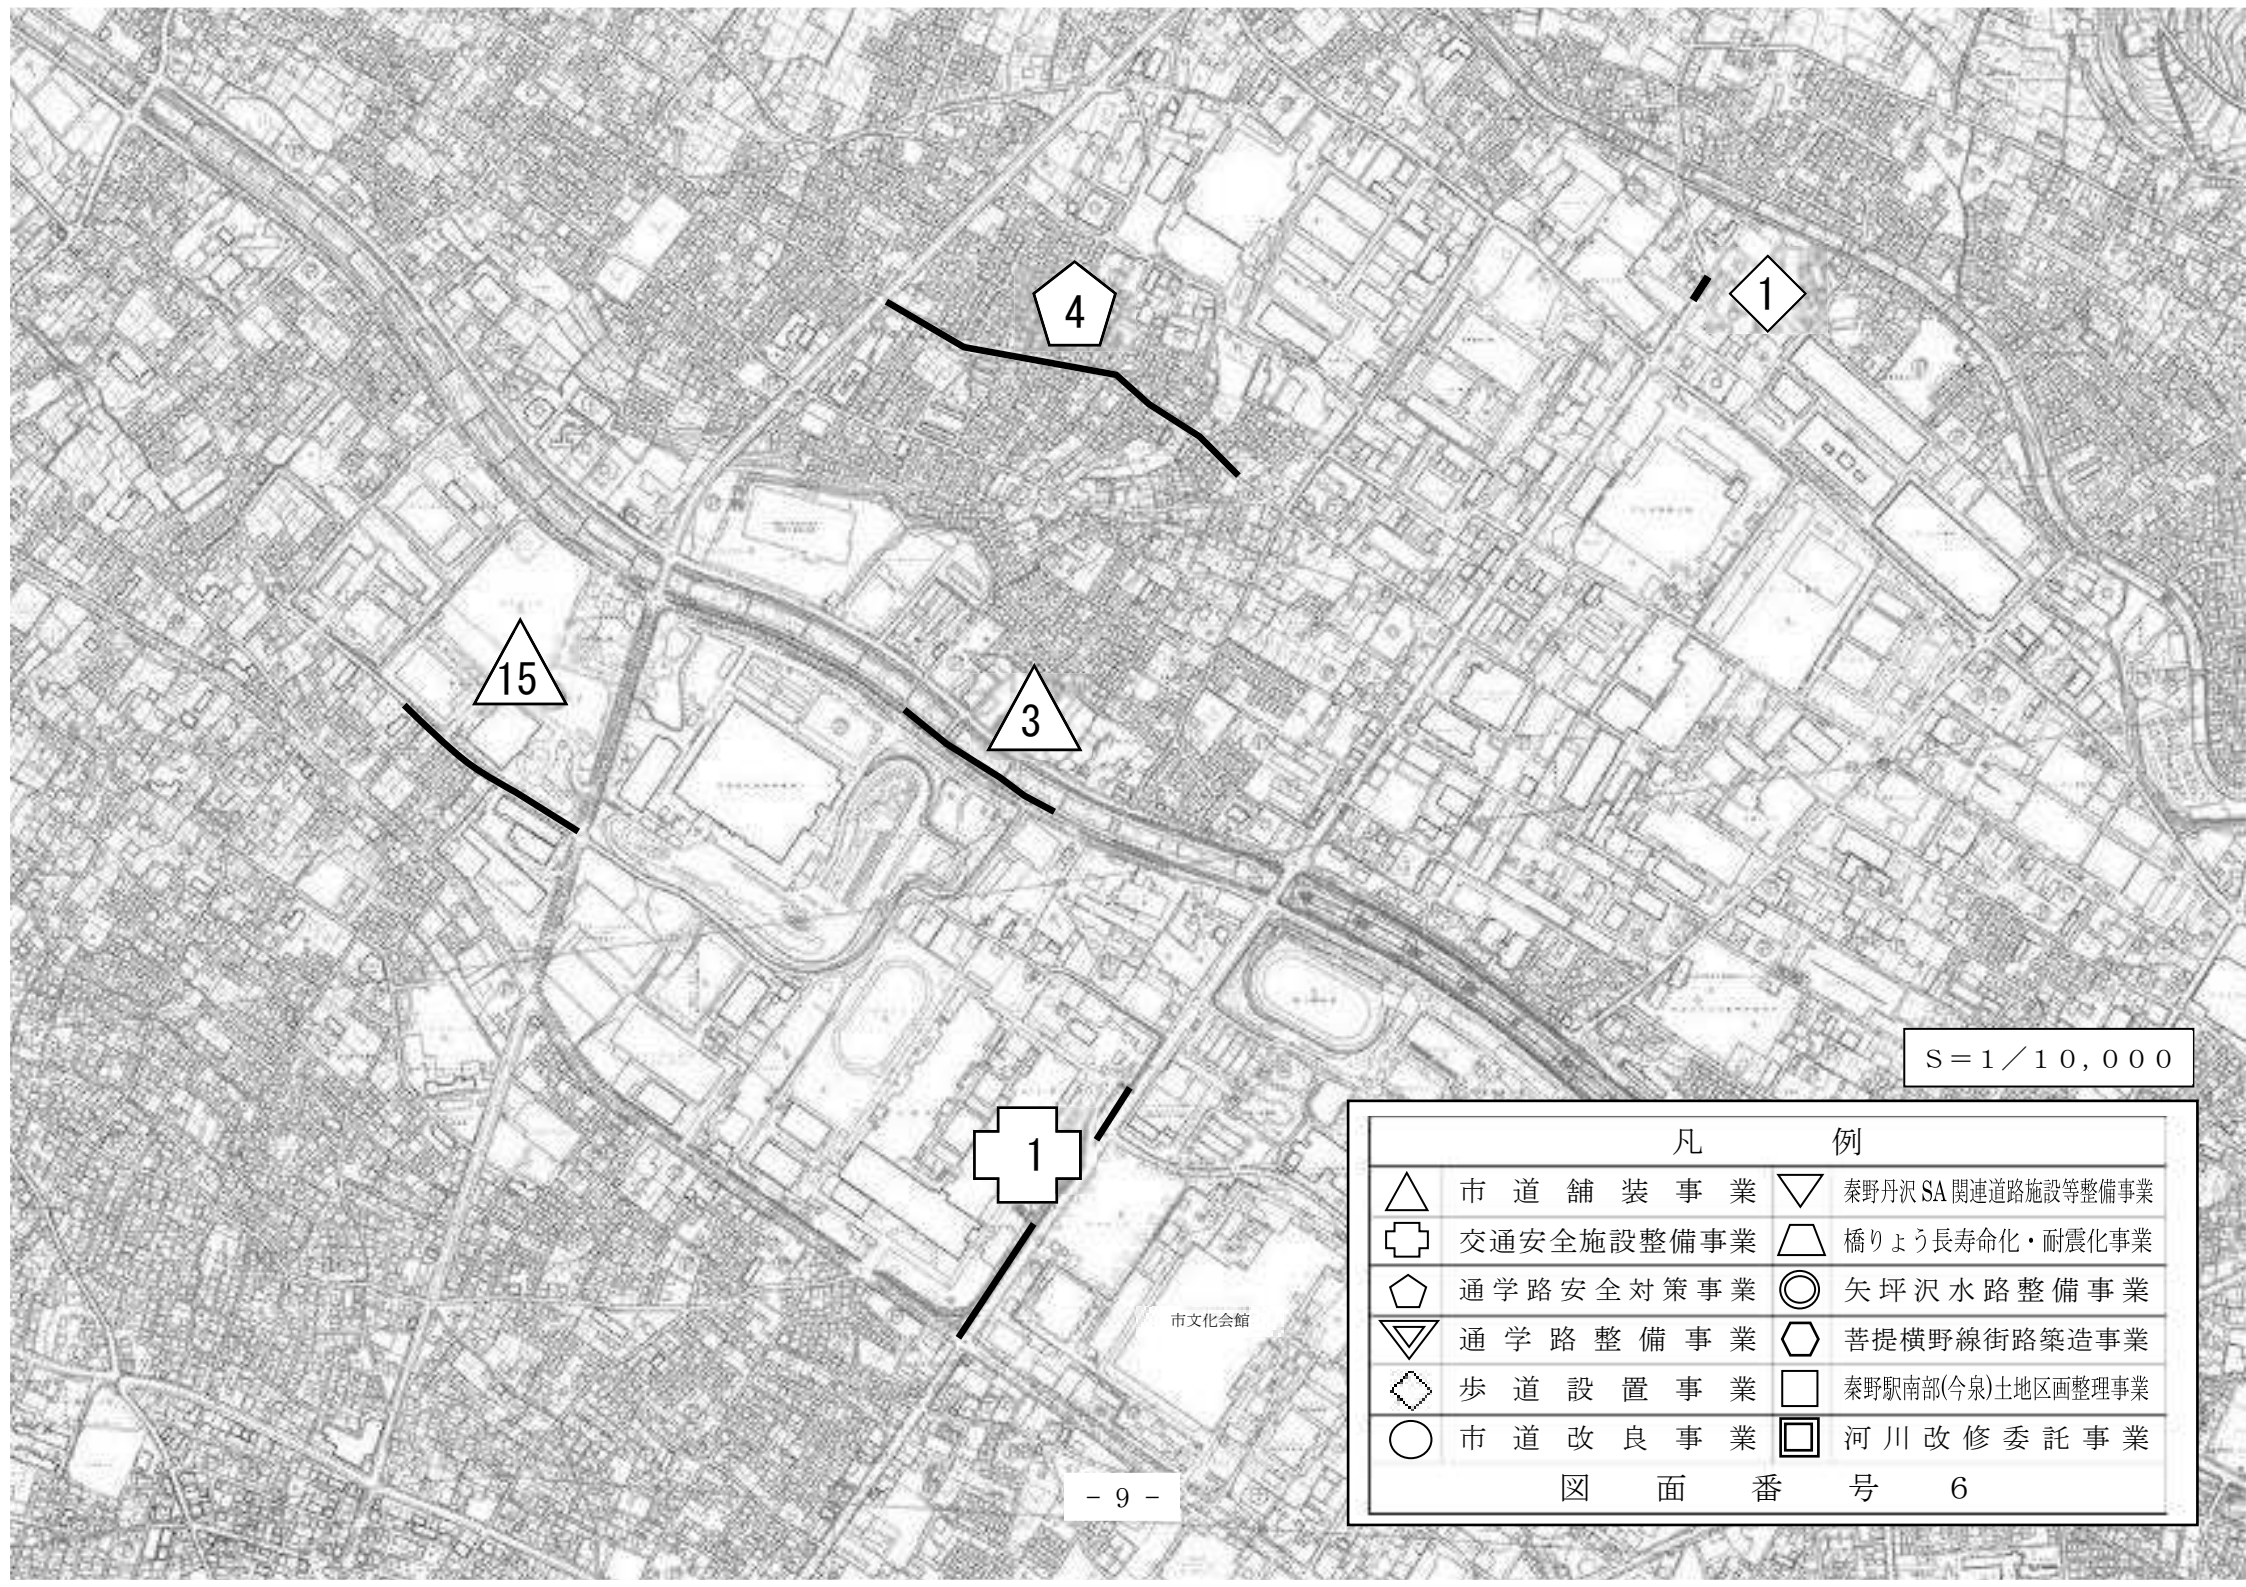 4
1
15
3
S=1/10,000
1
凡例
市道舗装事業
秦野丹沢SA関連道路施設等整備事業
交通安全施設整備事業
橋りょう長寿命化・耐震化事業
通学路安全対策事業
矢坪沢水路整備事業
市文化会館
通学路整備事業
菩提横野線街路築造事業
歩道設置事業
秦野駅南部(今泉)土地区画整理事業
市道改良事業
河川改修委託事業
図面番号 6
- 9 -